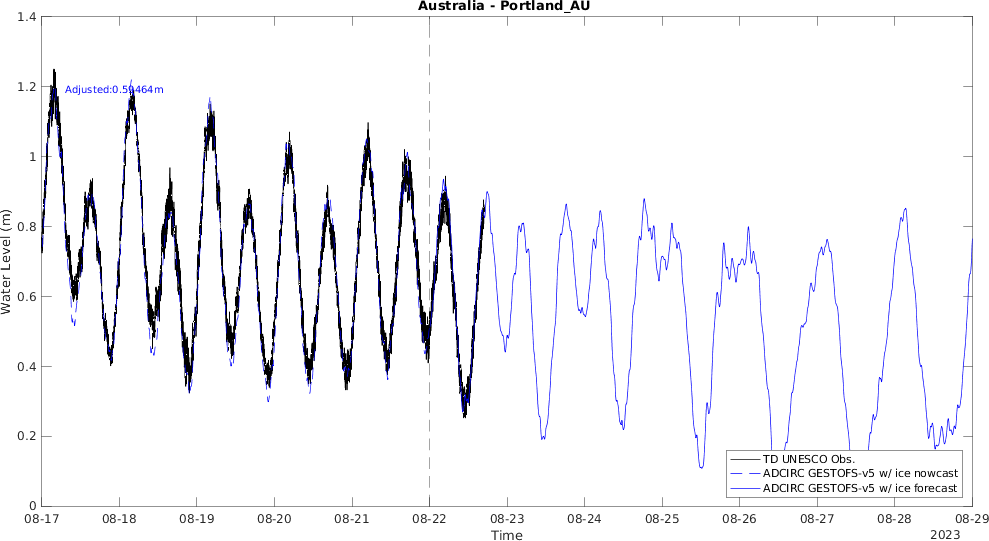 Australia - Portland_AU
1.4
1.2
1
0.8
0.6
0.4
0.2
0
Water Level (m)
Adjusted:0.59464m
TD UNESCO Obs.
ADCIRC GESTOFS-v5 w/ ice nowcast
ADCIRC GESTOFS-v5 w/ ice forecast
08-17 08-18 08-19 08-20 08-21 08-22 08-23 08-24 08-25 08-26 08-27 08-28 08-29
Time
2023